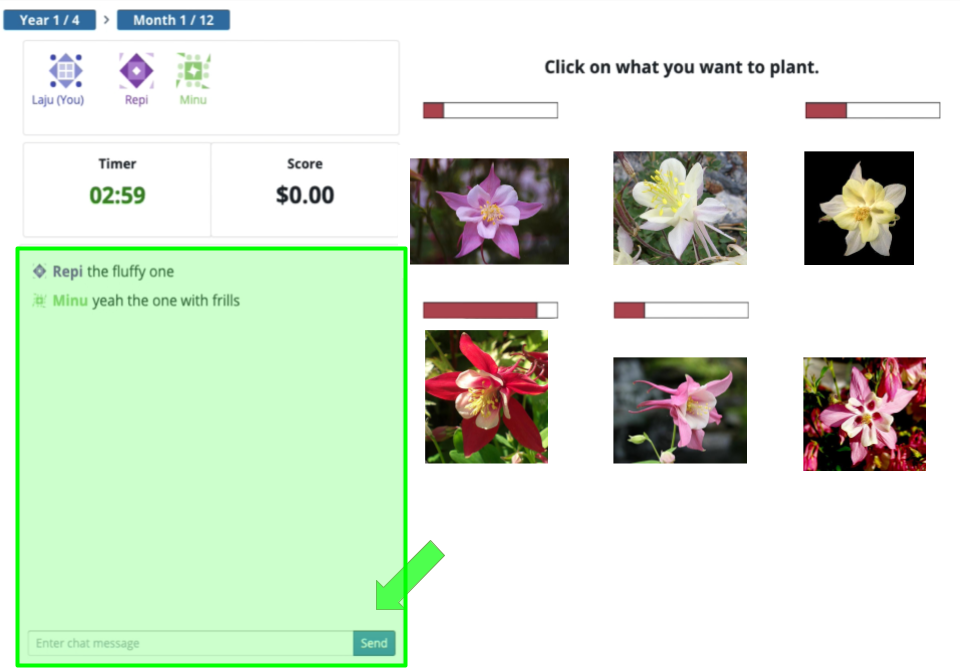 Year 1 / 4 > Month 1 / 12
Click on what you want to plant.
Laju (You) Repi Minu
Timer Score
02:59 $0.00
Repi the fluffy one
Minu yeah the one with frills
Enter chat message Send